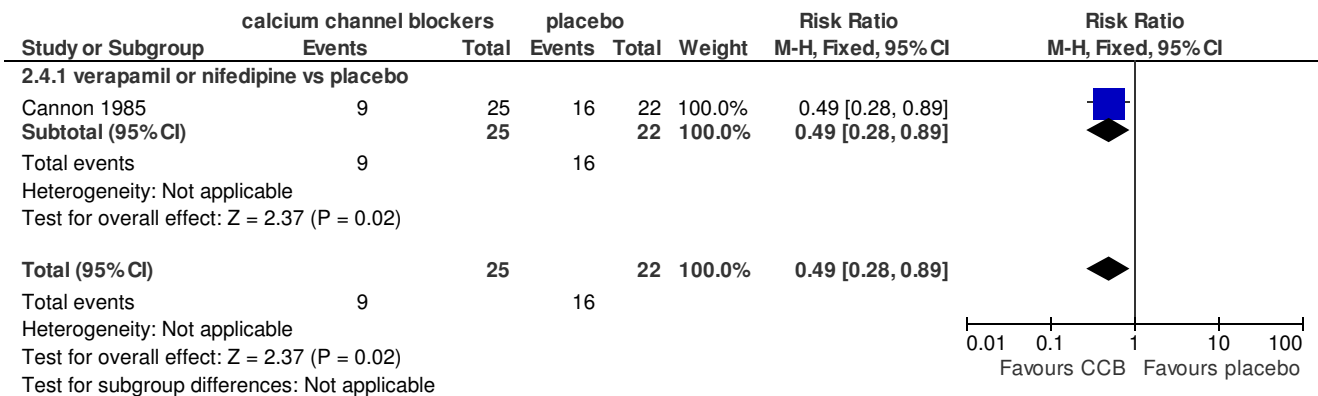 calcium channel blockers placebo Risk Ratio Risk Ratio
Study or Subgroup Events Total Events Total Weight M-H, Fixed, 95% CI M-H, Fixed, 95% CI
2.4.1 verapamil or nifedipine vs placebo
Cannon 1985 9 25 16 22 100.0% 0.49 [0.28, 0.89]
Subtotal (95% CI) 25 22 100.0% 0.49 [0.28, 0.89]
Total events 9 16
Heterogeneity: Not applicable
Test for overall effect: Z = 2.37 (P = 0.02)
Total (95% CI) 25 22 100.0% 0.49 [0.28, 0.89]
Total events 9 16
Heterogeneity: Not applicable
Test for overall effect: Z = 2.37 (P = 0.02)
Test for subgroup differences: Not applicable
0.01 0.1 1 10 100
Favours CCB Favours placebo